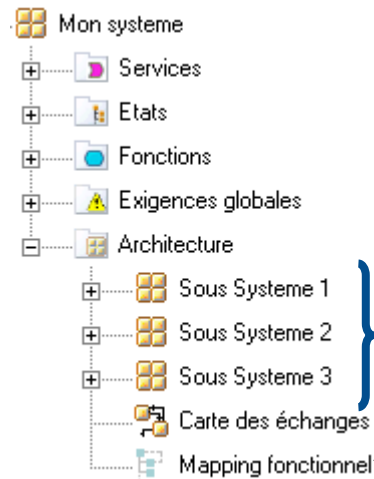 Mon systeme
Services
Etats
Fonctions
Exigences globales
Architecture
Sous Systeme 1
Sous Systeme 2
Sous Systeme 3
Carte des échanges
Mapping fonctionnel